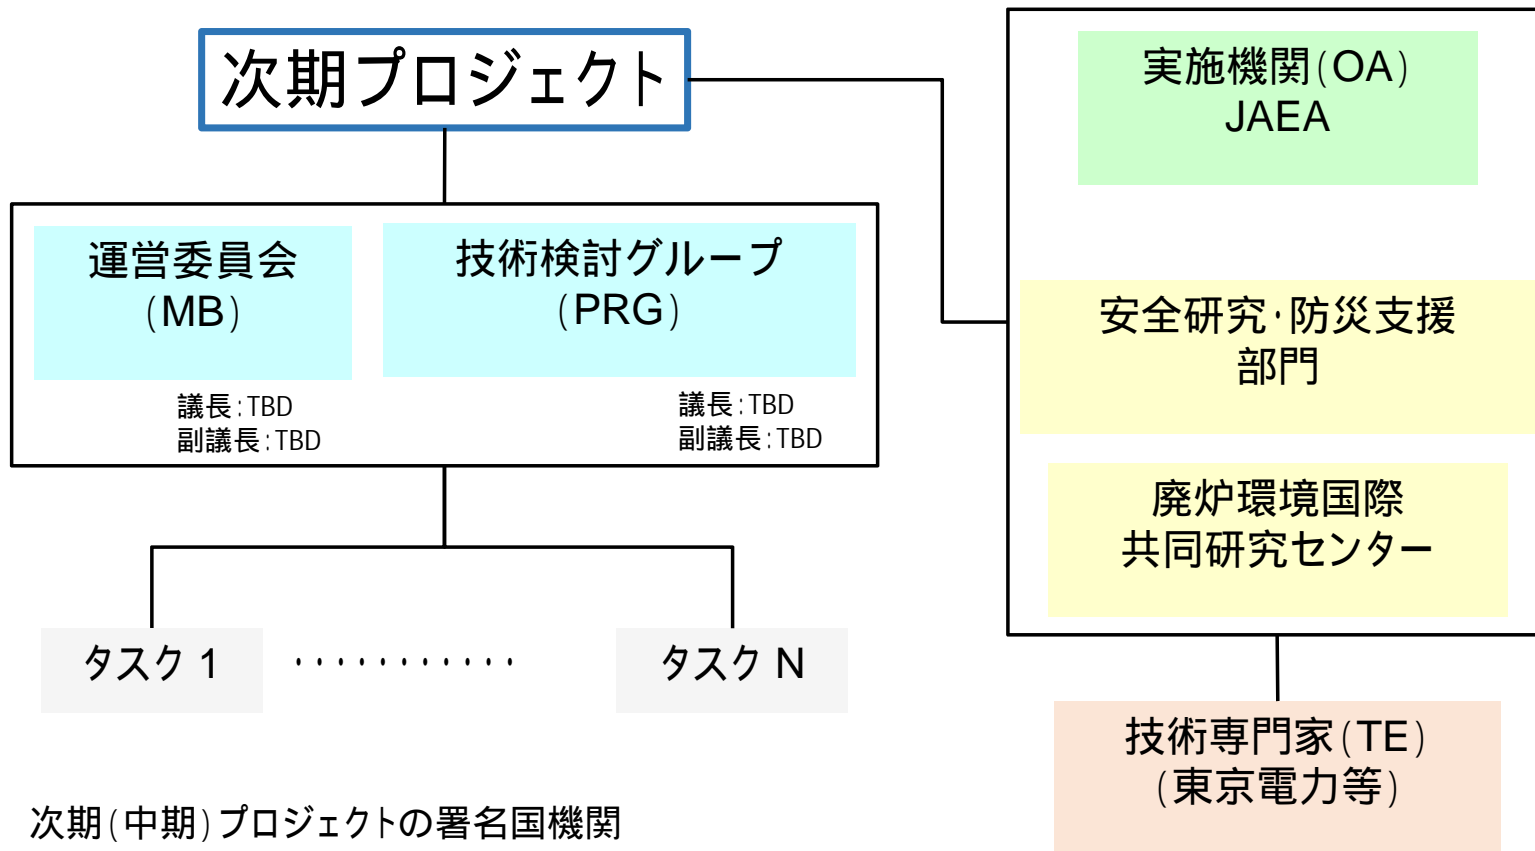 次期プロジェクト
運営委員会
(MB)
議長:TBD
副議長:TBD
技術検討グループ
(PRG)
議長:TBD
副議長:TBD
タスク 1
・・・・・・・・・・・
タスク N
次期(中期)プロジェクトの署名国機関
実施機関(OA)
JAEA
安全研究・防災支援
部門
廃炉環境国際
共同研究センター
技術専門家(TE)
(東京電力等)